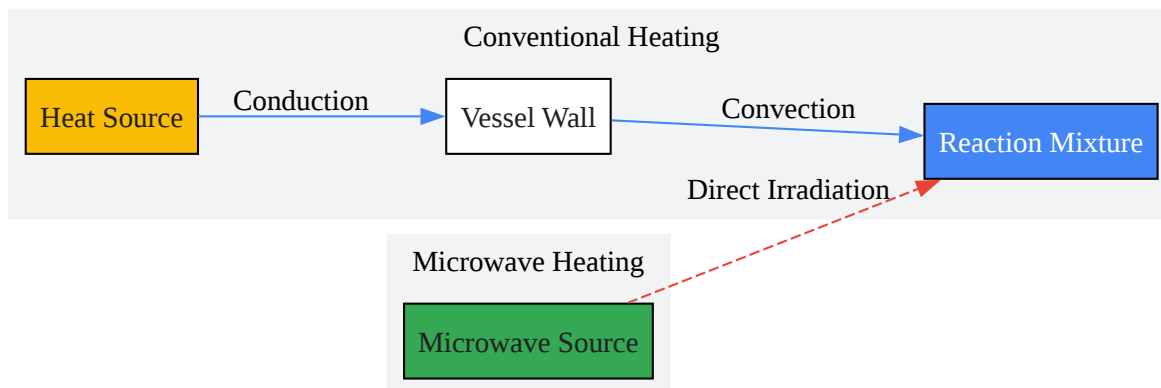 Conventional Heating
Heat Source
Conduction
Vessel Wall
Convection
Reaction Mixture
Direct Irradiation
Microwave Heating
Microwave Source